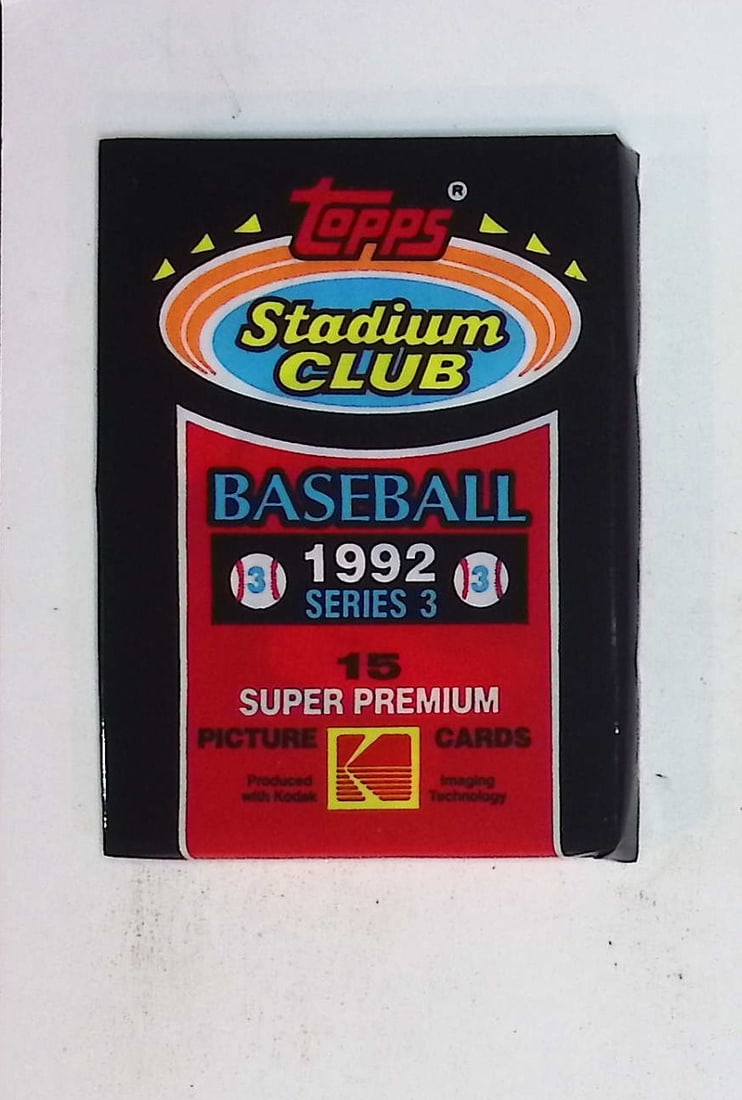 Topps ®
Stadium
CLUB
BASEBALL
3 1992 3
SERIES 3
15
SUPER PREMIUM
PICTURE CARDS
Produced Imaging
with Kodak Technology